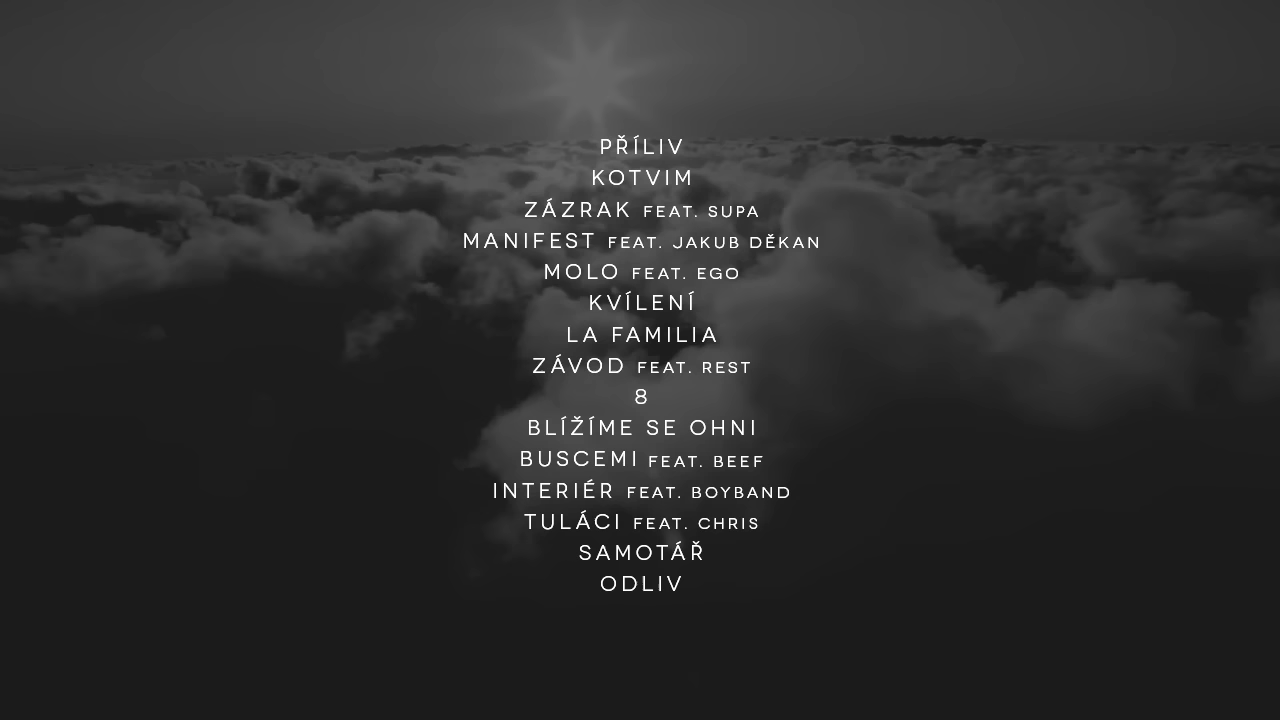 PŘÍLIV
KOTVIM
ZÁZRAK FEAT. SUPA
MANIFEST FEAT. JAKUB DĚKAN
MOLO FEAT. EGO
KVÍLENÍ
LA FAMILIA
ZÁVOD FEAT. REST
8
BLÍŽÍME SE OHNI
BUSCEMI FEAT. BEEF
INTERIÉR FEAT. BOYBAND
TULÁCI FEAT. CHRIS
SAMOTÁŘ
ODLIV